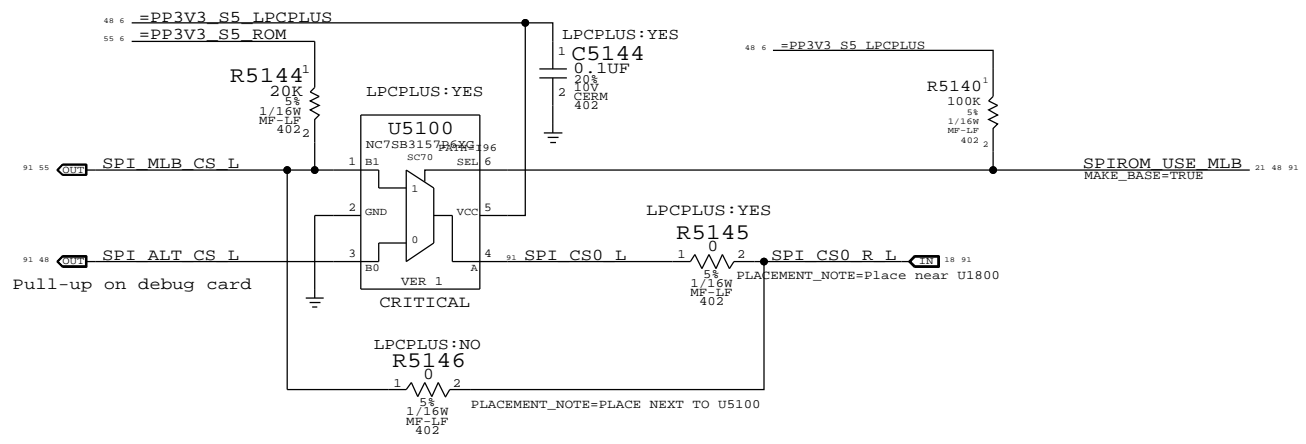 48 6 =PP3V3_S5_LPCPLUS
55 6 =PP3V3_S5_ROM
LPCPLUS:YES
1 C5144
0.1UF
20%
2 10V
CERM
402
48 6 =PP3V3_S5_LPCPLUS
R5144 1
20K
5%
1/16W
MF-LF
402 2
LPCPLUS:YES
R5140 1
100K
5%
1/16W
MF-LF
402 2
U5100
NC7SB3157P6XG
PATH=I96
SC70
91 55 OUT SPI_MLB_CS_L 1 B1 SEL 6
SPIROM_USE_MLB 21 48 91
MAKE_BASE=TRUE
1
2 GND VCC 5
0
LPCPLUS:YES
R5145
0
91 48 OUT SPI_ALT_CS_L 3 B0 A 4 91 SPI_CS0_L 1 2 SPI_CS0_R_L IN 18 91
5%
1/16W
MF-LF
402
PLACEMENT_NOTE=Place near U1800
Pull-up on debug card
VER 1
CRITICAL
LPCPLUS:NO
R5146
0
1 2
5%
1/16W
MF-LF
402
PLACEMENT_NOTE=PLACE NEXT TO U5100